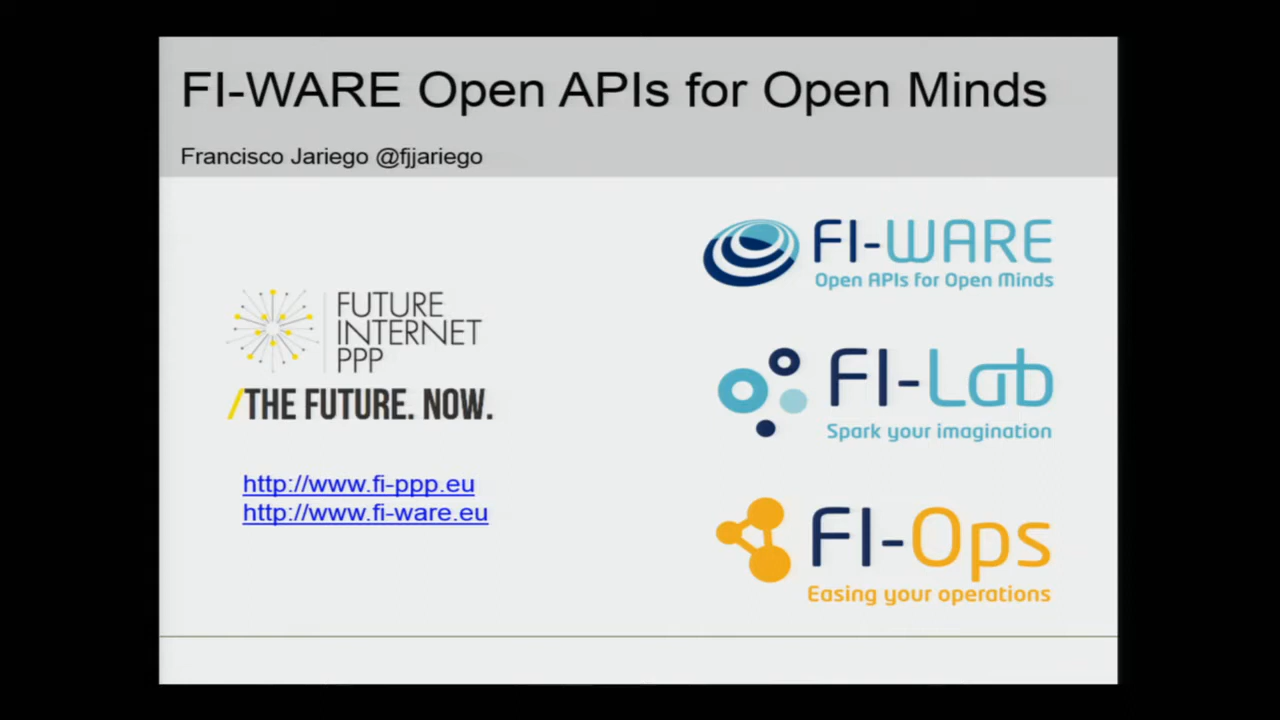 FI-WARE Open APIs for Open Minds
Francisco Jariego @fjjariego
FUTURE
INTERNET
PPP
/THE FUTURE. NOW.
http://www.fi-ppp.eu
http://www.fi-ware.eu
FI-WARE
Open APIs for Open Minds
FI-Lab
Spark your imagination
FI-Ops
Easing your operations